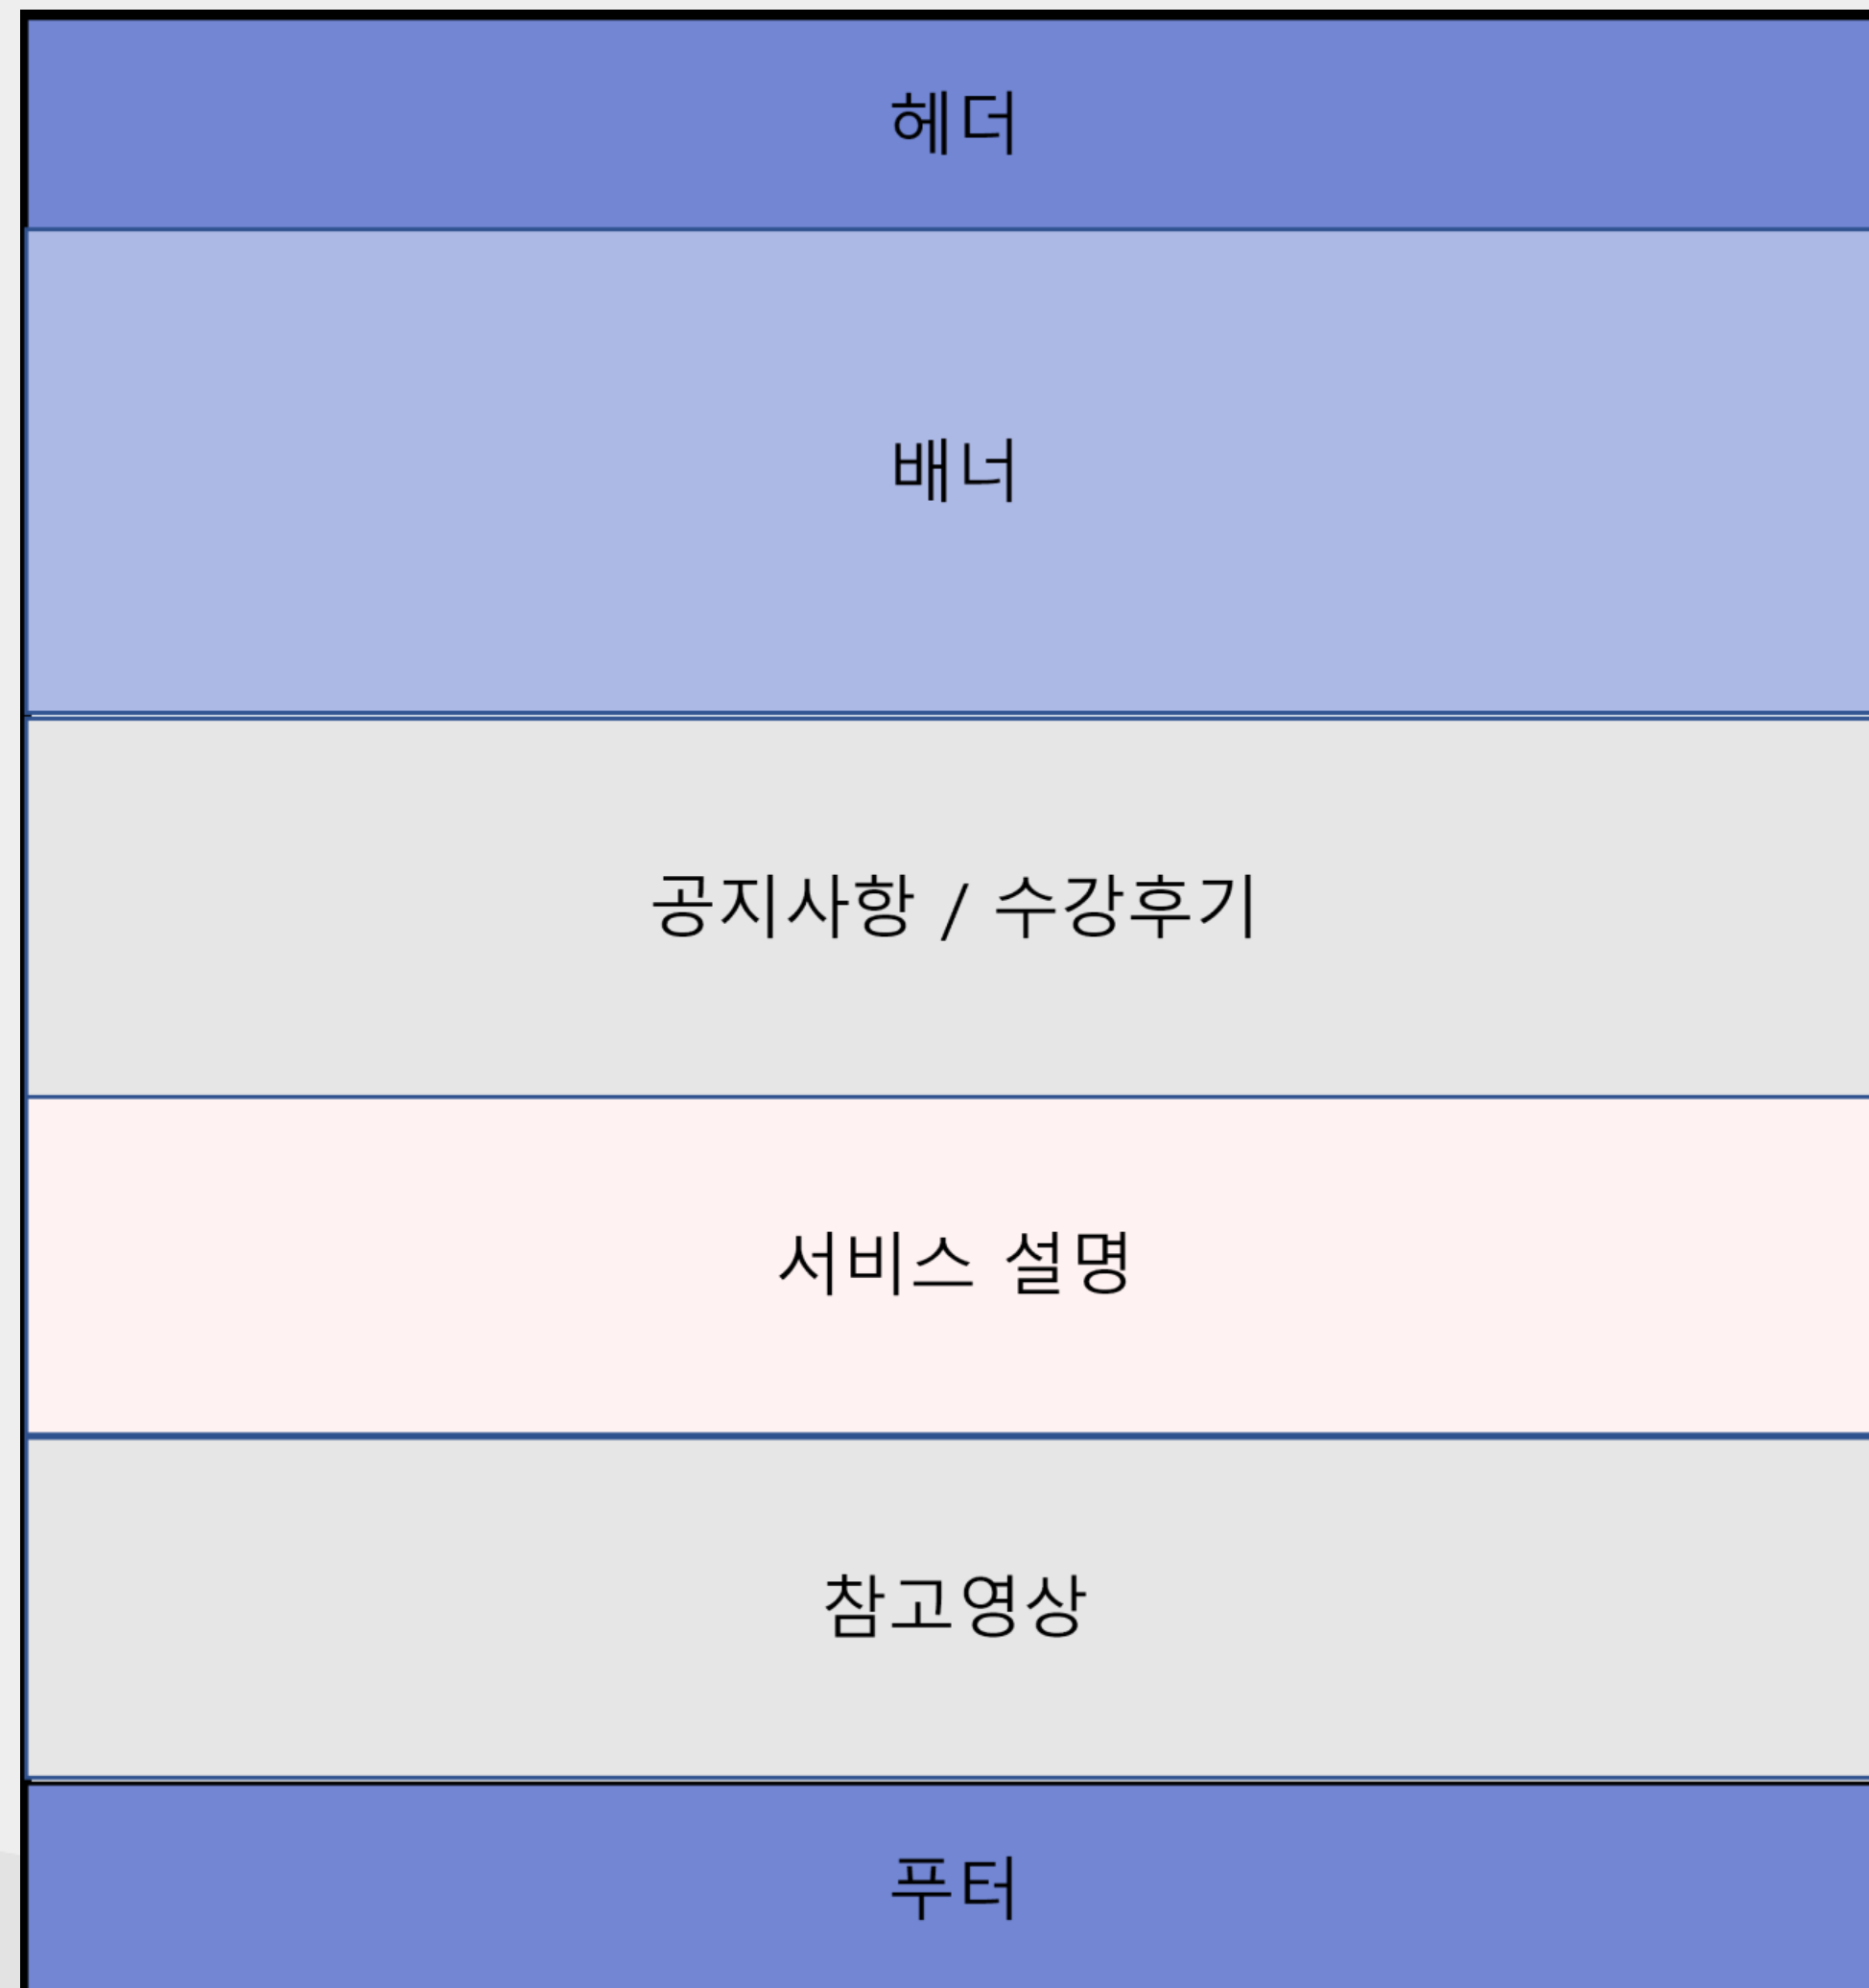 헤더
배너
공지사항 / 수강후기
서비스 설명
참고영상
푸터